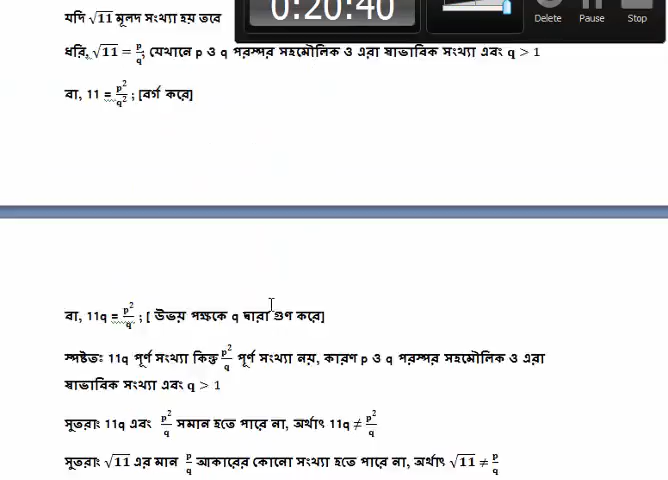 0:20:40
Delete Pause Stop
যদি √11 মূলদ সংখ্যা হয় তবে
ধরি, √11 = p/q; (যেখানে p ও q পরস্পর সহমৌলিক ও এরা স্বাভাবিক সংখ্যা এবং q > 1
বা, 11 = p²/q² ; [বর্গ করে]
বা, 11q = p²/q ; [ উভয় পক্ষকে q দ্বারা গুণ করে]
স্পষ্টতঃ 11q পূর্ণ সংখ্যা কিন্তু p²/q পূর্ণ সংখ্যা নয়, কারণ p ও q পরস্পর সহমৌলিক ও এরা
স্বাভাবিক সংখ্যা এবং q > 1
সুতরাং 11q এবং p²/q সমান হতে পারে না, অর্থাৎ 11q ≠ p²/q
সুতরাং √11 এর মান p/q আকারের কোনো সংখ্যা হতে পারে না, অর্থাৎ √11 ≠ p/q